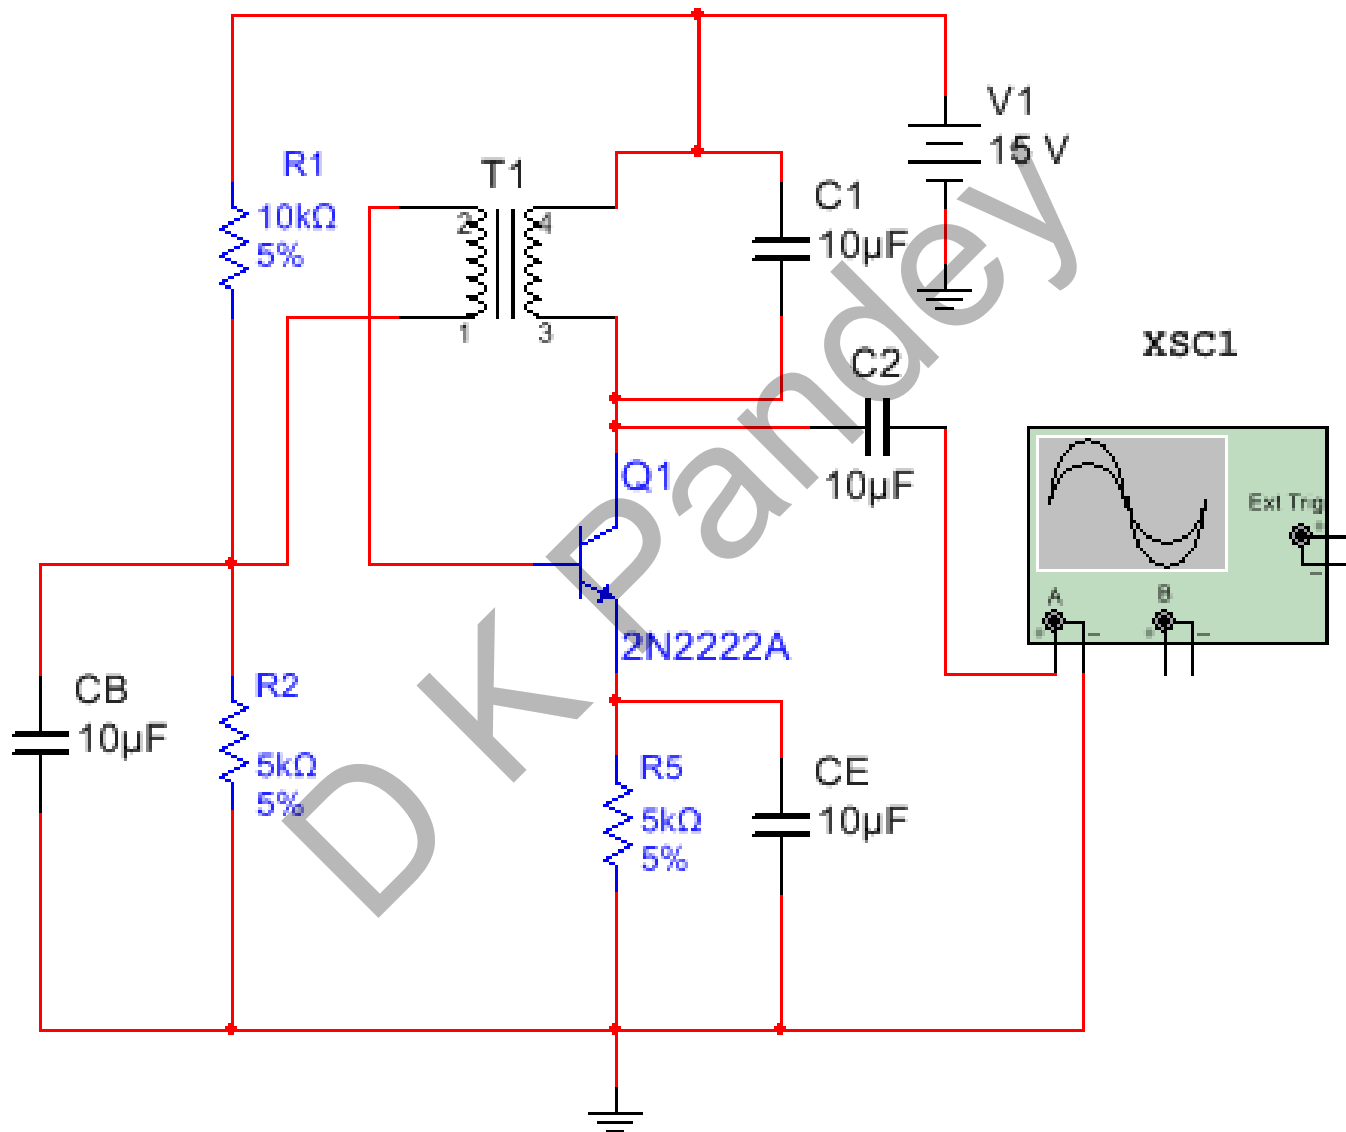 V1
15 V
R1
10kΩ
5%
T1
2
4
1
3
C1
10µF
XSC1
C2
10µF
Q1
2N2222A
Ext Trig
+
−
A
B
+
−
+
−
CB
10µF
R2
5kΩ
5%
R5
5kΩ
5%
CE
10µF
D K Pandey